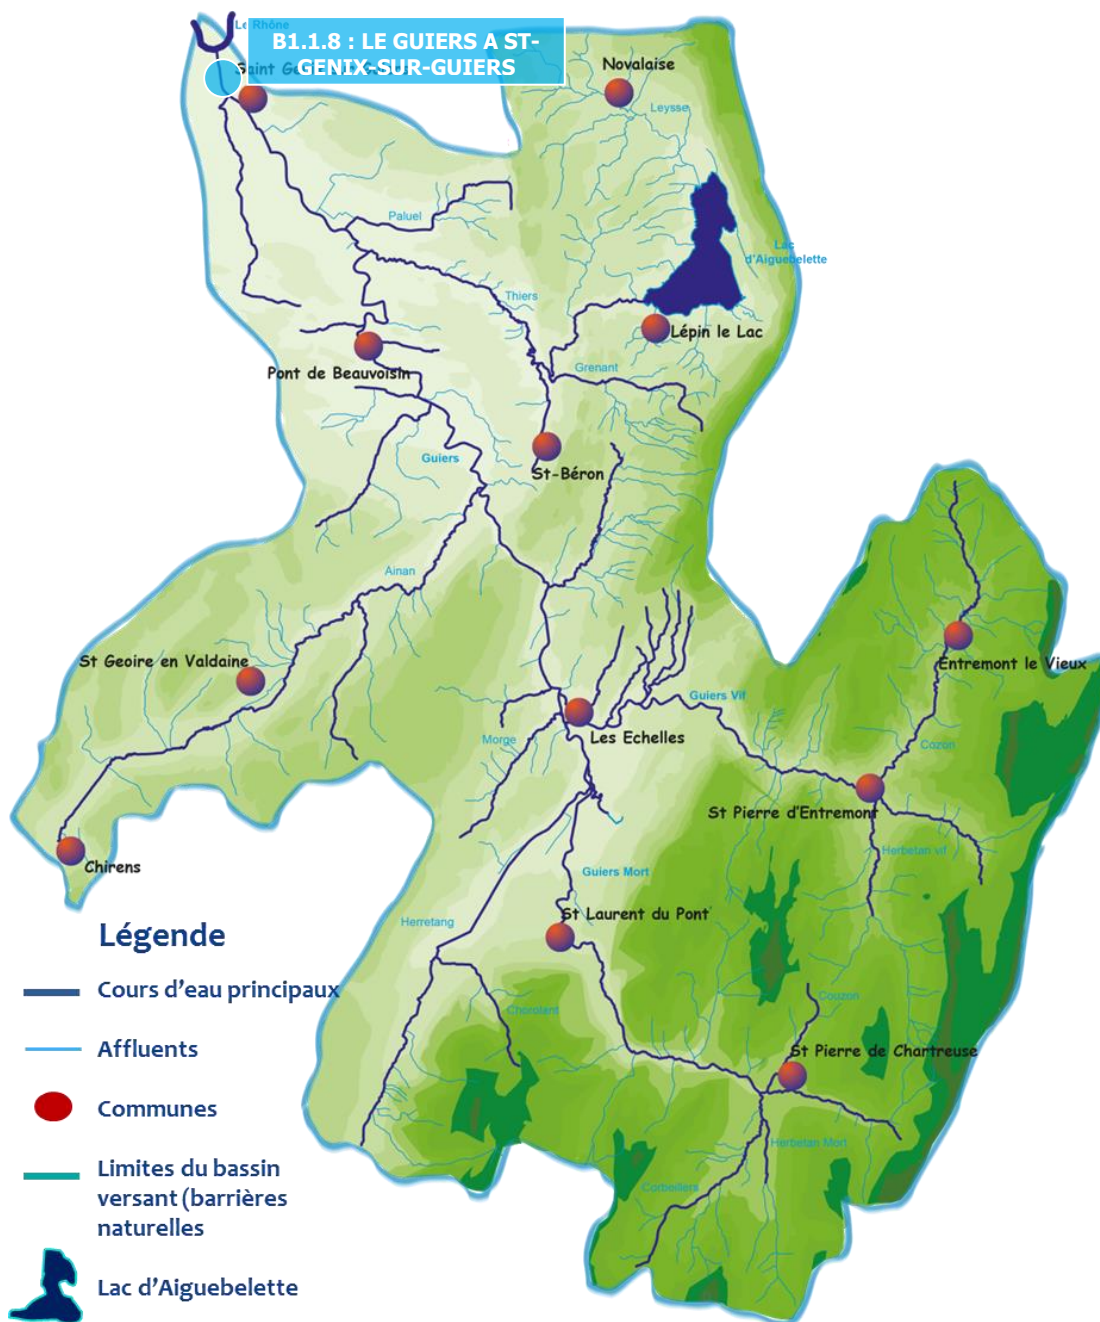 Le Rhône
B1.1.8 : LE GUIERS A ST-
GENIX-SUR-GUIERS
Novalaise
Leysse
Paluel
Lac
d'Aiguebelette
Thiers
Lépin le Lac
Pont de Beauvoisin
Grenant
Guiers
St-Béron
Ainan
St Geoire en Valdaine
Entremont le Vieux
Guiers Vif
Les Echelles
Morge
Cozon
St Pierre d'Entremont
Herbetan vif
Chirens
Guiers Mort
St Laurent du Pont
Herretang
Légende
Cours d'eau principaux
Chorolant
Couzon
Affluents
St Pierre de Chartreuse
Communes
Herbetan Mort
Limites du bassin
versant (barrières
naturelles
Corbeillers
Lac d'Aiguebelette